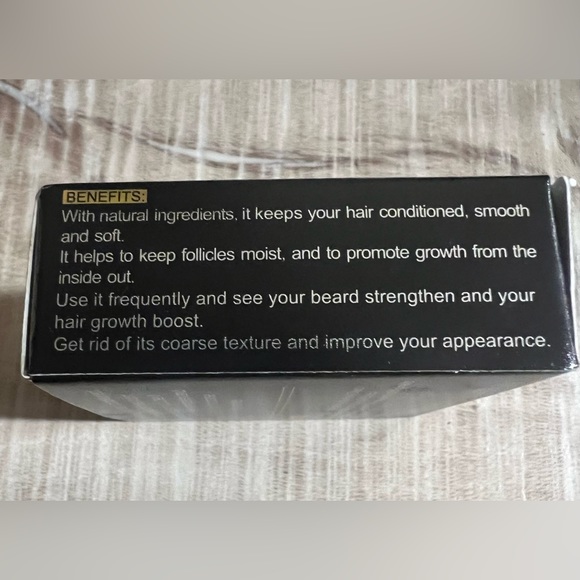 BENEFITS:
With natural ingredients, it keeps your hair conditioned, smooth
and soft.
It helps to keep follicles moist, and to promote growth from the
inside out.
Use it frequently and see your beard strengthen and your
hair growth boost.
Get rid of its coarse texture and improve your appearance.